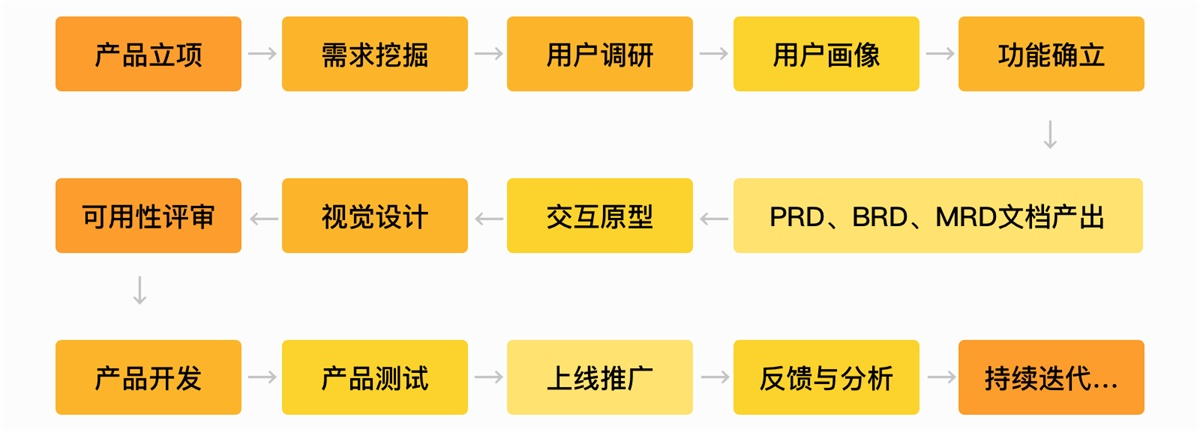 产品立项
需求挖掘
用户调研
用户画像
功能确立
PRD、BRD、MRD文档产出
交互原型
视觉设计
可用性评审
产品开发
产品测试
上线推广
反馈与分析
持续迭代...